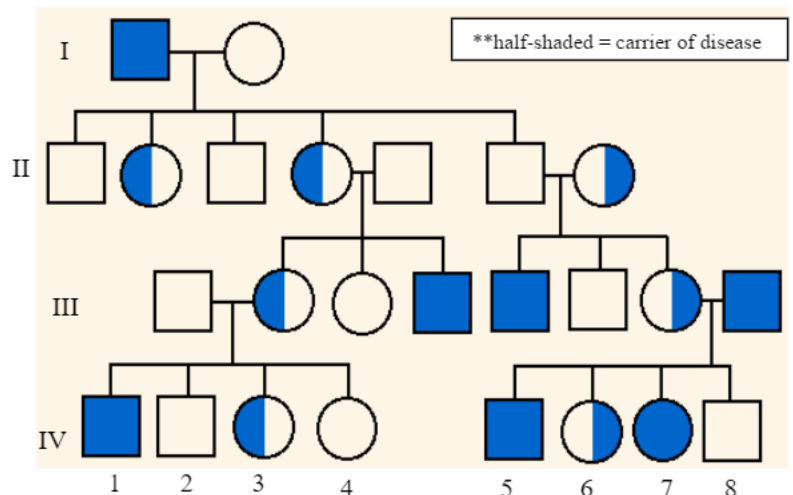 I
**half-shaded = carrier of disease
II
III
IV
1 2 3 4 5 6 7 8